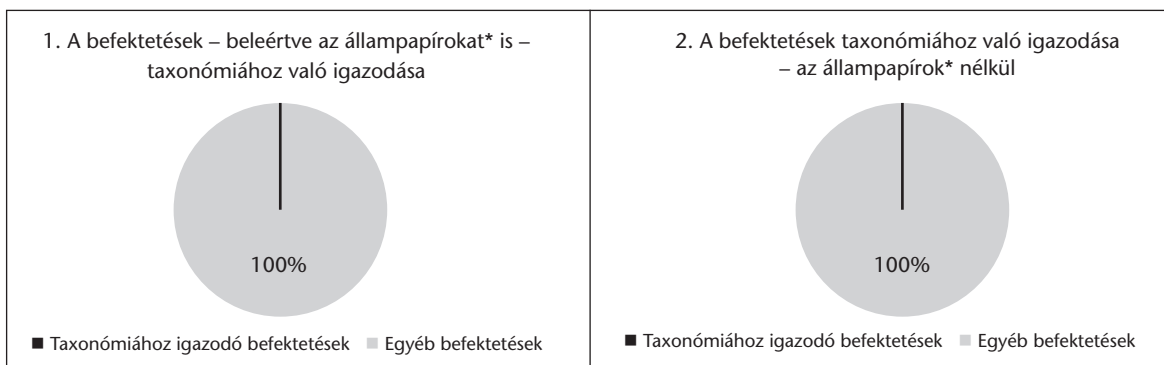 1. A befektetések – beleértve az állampapírokat* is –
taxonómiához való igazodása
100%
Taxonómiához igazodó befektetések
Egyéb befektetések
2. A befektetések taxonómiához való igazodása
– az állampapírok* nélkül
100%
Taxonómiához igazodó befektetések
Egyéb befektetések